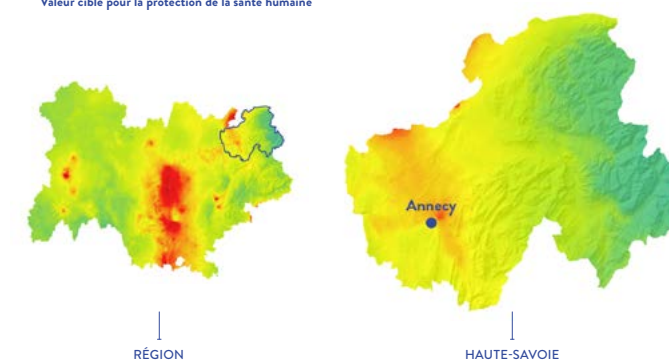 Valeur cible pour la protection de la santé humaine
Annecy
RÉGION
HAUTE-SAVOIE